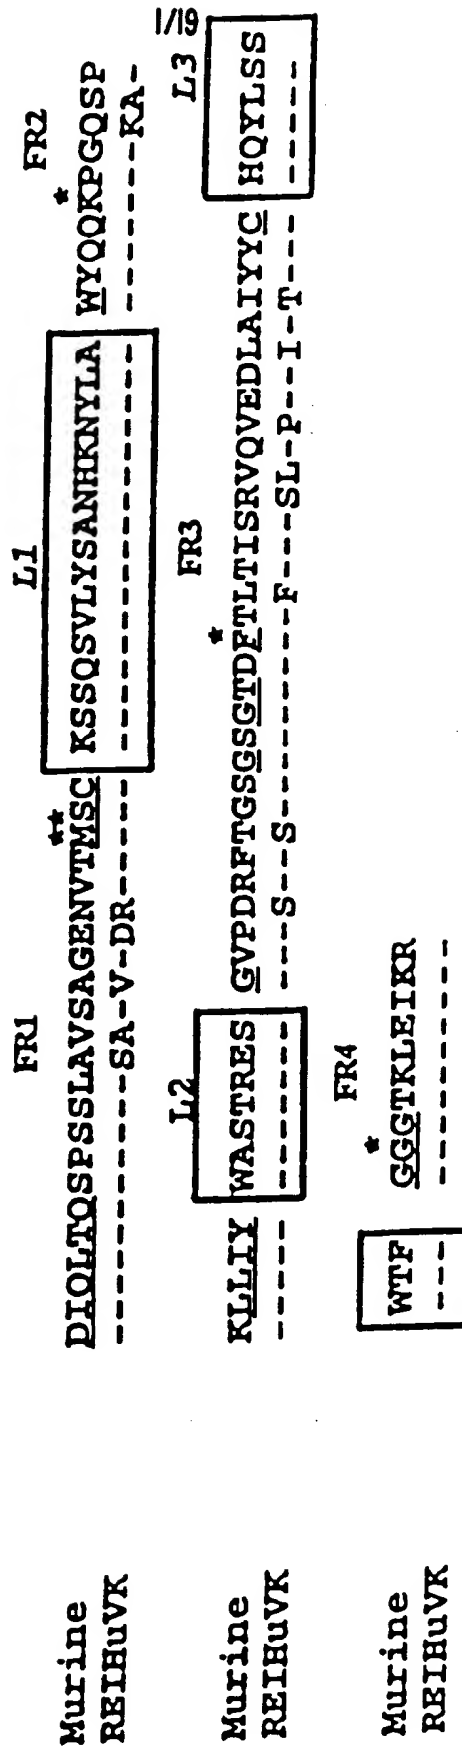 1/19
FR1 L1 FR2
** *
Murine DIQLTQSPSSLAVSAGENVTMSC KSSQSVLYSANHKNYLA WYQQKPGQSP
REIHuVK -----------SA-V-DR----- ----------------- -------KA-
L2 FR3 L3
*
Murine KLLIY WASTRES GVPDRFTGSGSGTDFTLTISRVQVEDLAIYYC HQYLSS
REIHuVK ----- ------- ---S--S---------F---SL-P--I-T--- ------
FR4
*
Murine WTF GGGTKLEIKR
REIHuVK --- ----------